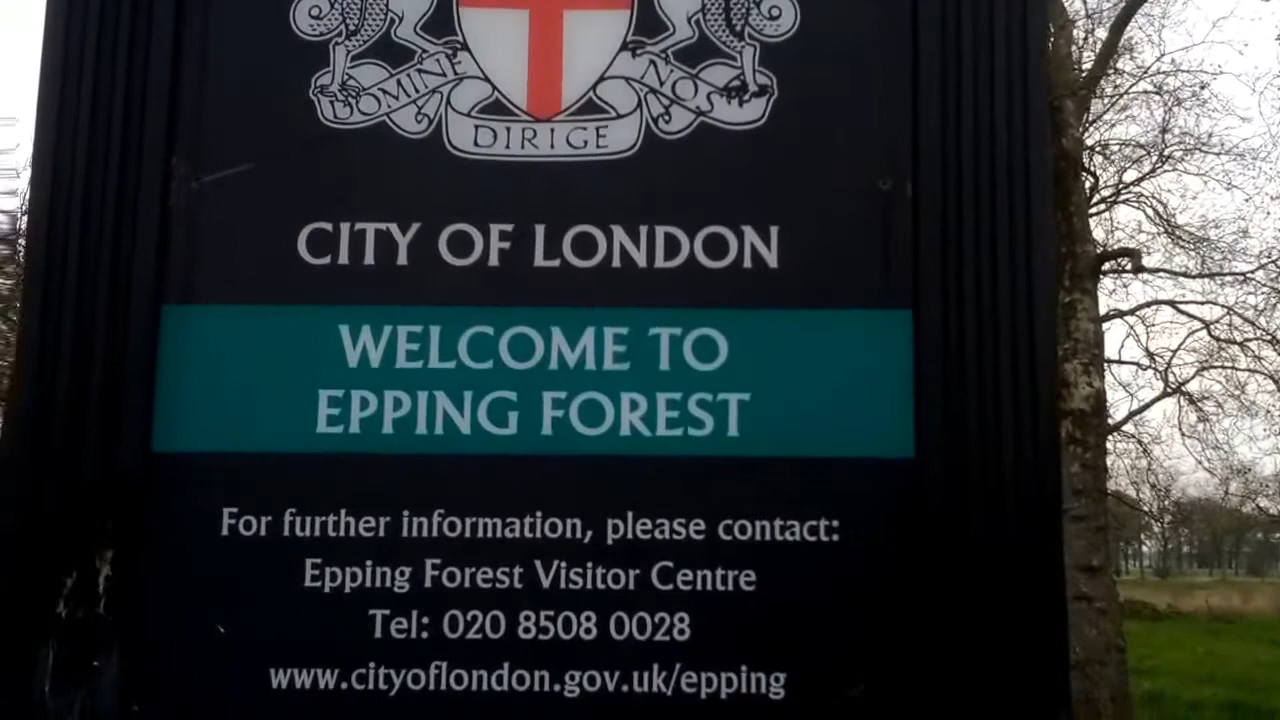 DOMINE DIRIGE NOS
CITY OF LONDON
WELCOME TO
EPPING FOREST
For further information, please contact:
Epping Forest Visitor Centre
Tel: 020 8508 0028
www.cityoflondon.gov.uk/epping